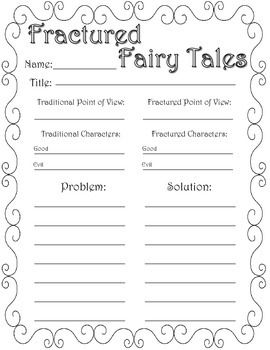 Fractured
Fairy Tales
Name:
Title:
Traditional Point of View: Fractured Point of View:
Traditional Characters: Fractured Characters:
Good Good
Evil Evil
Problem: Solution: